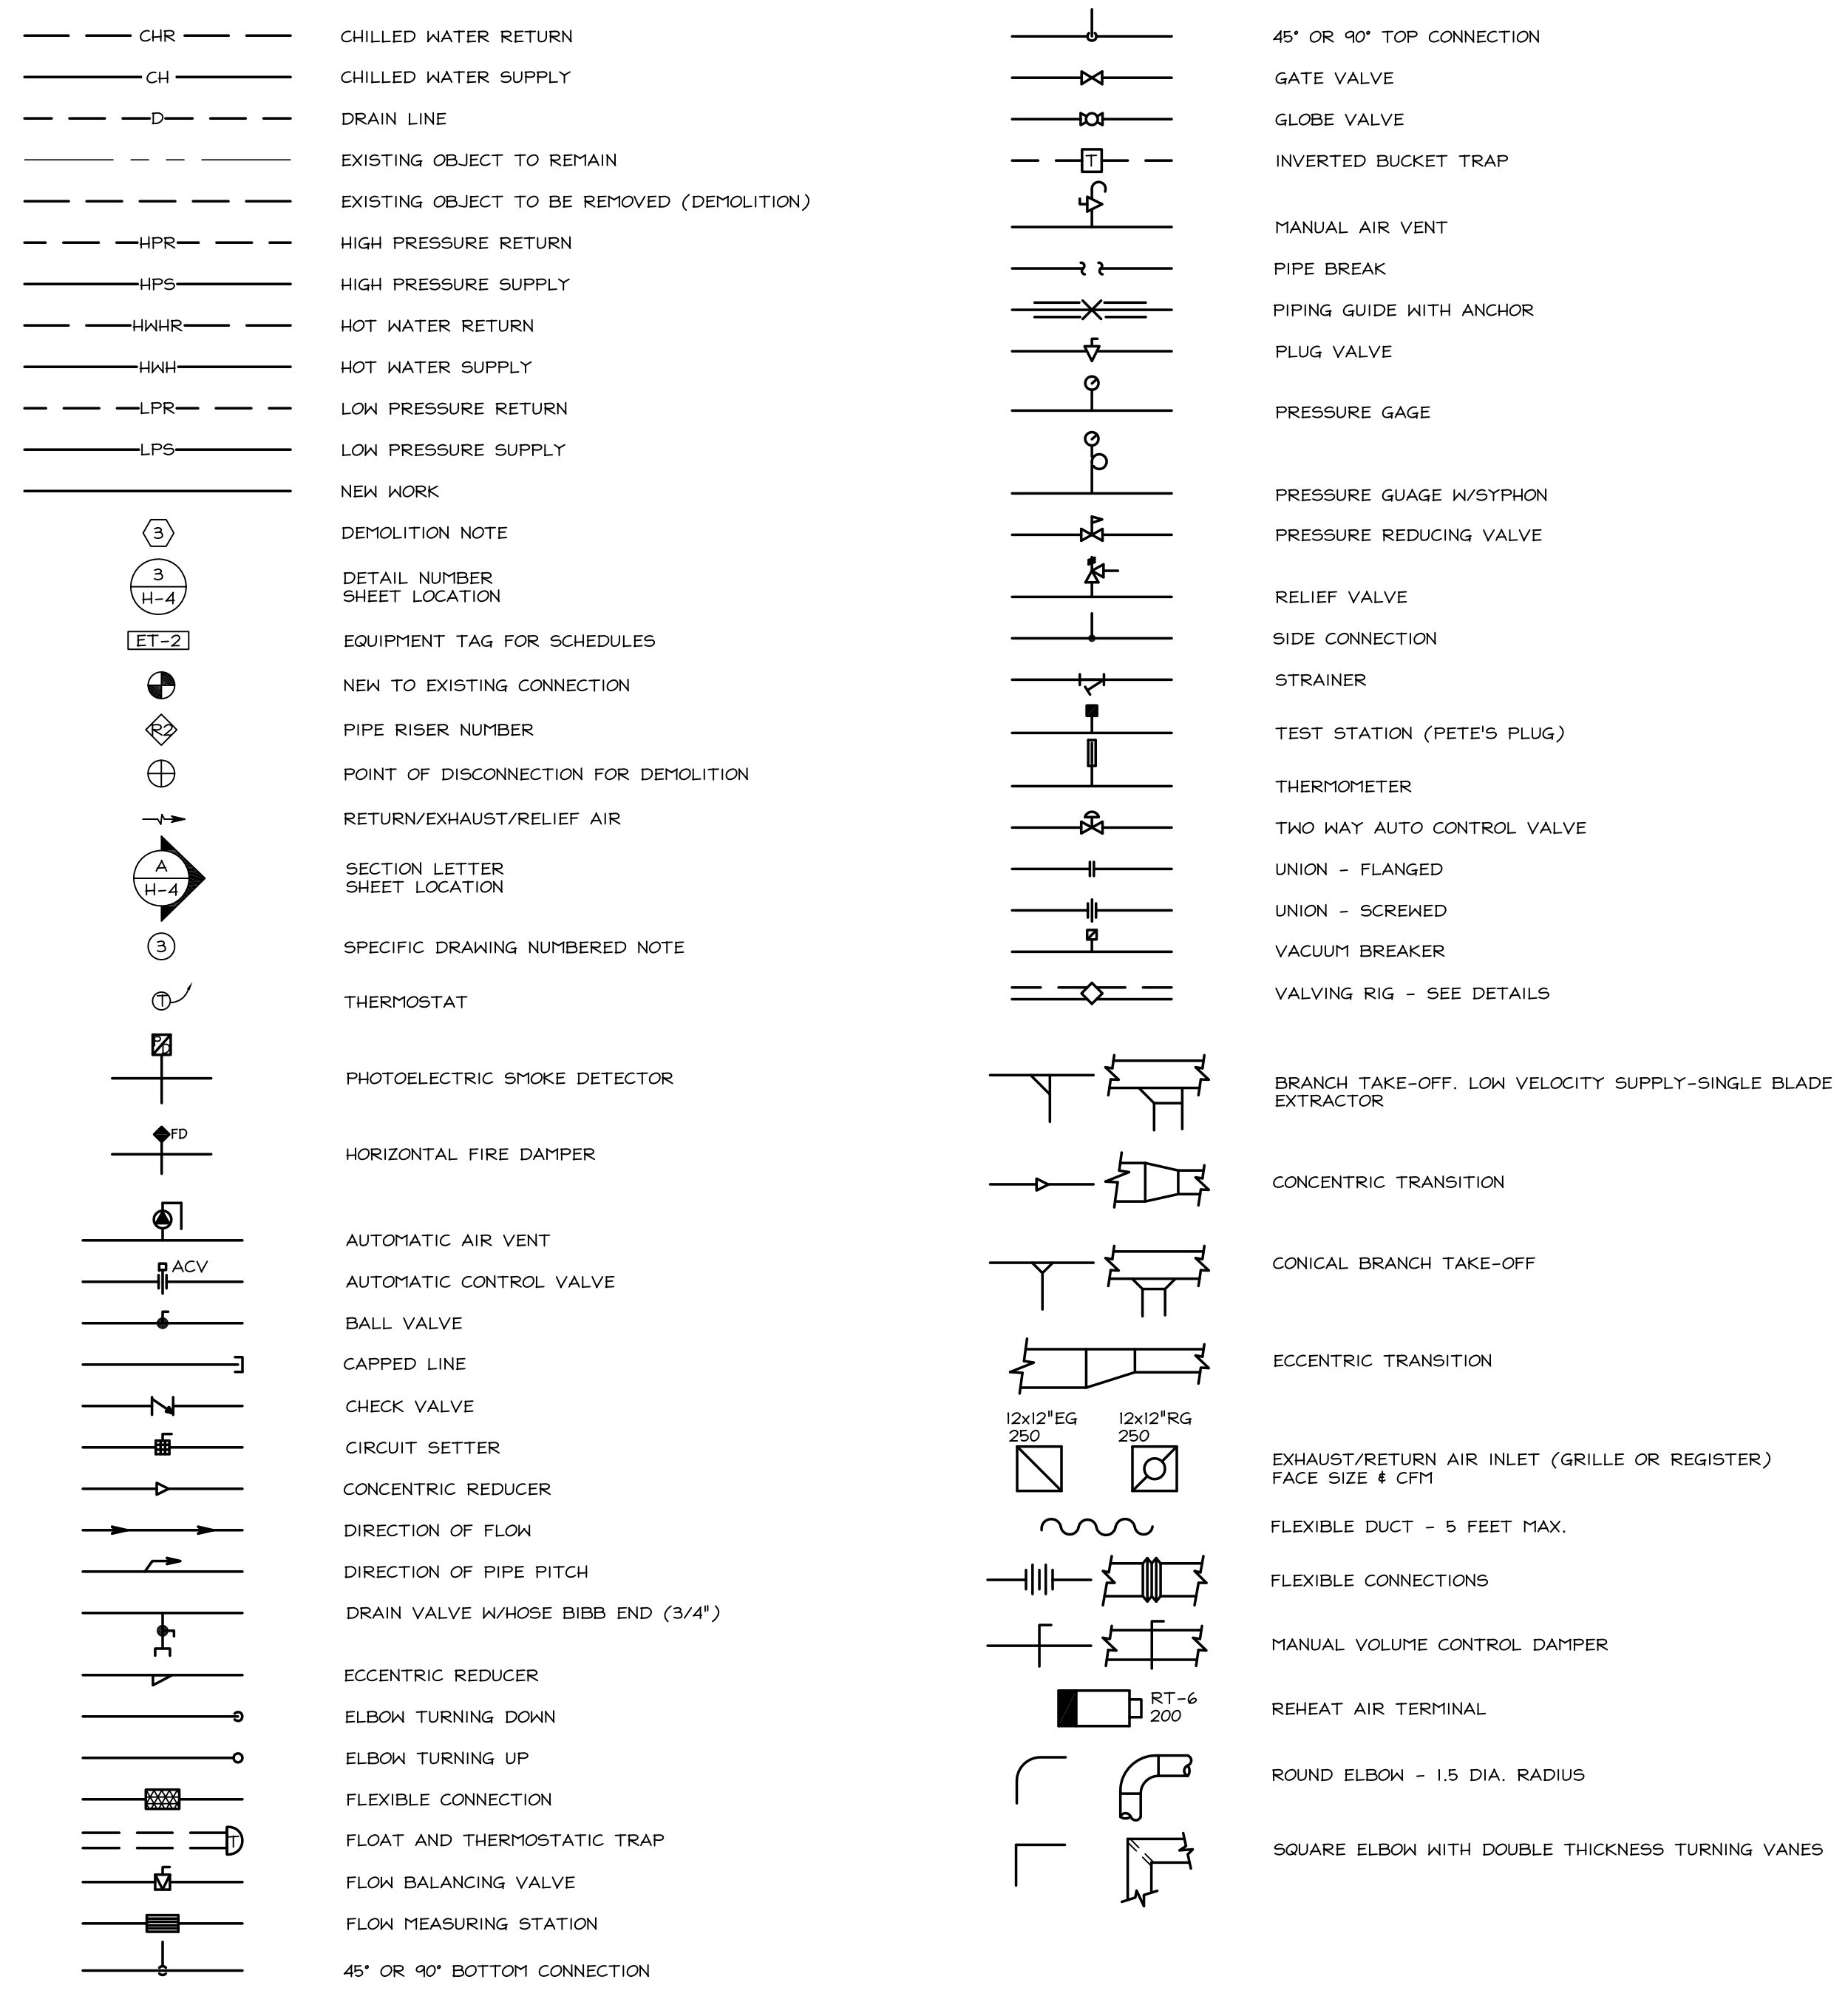 CHR CHILLED WATER RETURN
CH CHILLED WATER SUPPLY
D DRAIN LINE
EXISTING OBJECT TO REMAIN
EXISTING OBJECT TO BE REMOVED (DEMOLITION)
HPR HIGH PRESSURE RETURN
HPS HIGH PRESSURE SUPPLY
HWHR HOT WATER RETURN
HWH HOT WATER SUPPLY
LPR LOW PRESSURE RETURN
LPS LOW PRESSURE SUPPLY
NEW WORK
3 DEMOLITION NOTE
3 DETAIL NUMBER
H-4 SHEET LOCATION
ET-2 EQUIPMENT TAG FOR SCHEDULES
NEW TO EXISTING CONNECTION
R2 PIPE RISER NUMBER
POINT OF DISCONNECTION FOR DEMOLITION
RETURN/EXHAUST/RELIEF AIR
A SECTION LETTER
H-4 SHEET LOCATION
3 SPECIFIC DRAWING NUMBERED NOTE
T THERMOSTAT
P D PHOTOELECTRIC SMOKE DETECTOR
FD
HORIZONTAL FIRE DAMPER
AUTOMATIC AIR VENT
ACV
AUTOMATIC CONTROL VALVE
BALL VALVE
CAPPED LINE
CHECK VALVE
CIRCUIT SETTER
CONCENTRIC REDUCER
DIRECTION OF FLOW
DIRECTION OF PIPE PITCH
DRAIN VALVE W/HOSE BIBB END (3/4")
ECCENTRIC REDUCER
ELBOW TURNING DOWN
ELBOW TURNING UP
FLEXIBLE CONNECTION
T FLOAT AND THERMOSTATIC TRAP
FLOW BALANCING VALVE
FLOW MEASURING STATION
45° OR 90° BOTTOM CONNECTION
45° OR 90° TOP CONNECTION
GATE VALVE
GLOBE VALVE
T INVERTED BUCKET TRAP
MANUAL AIR VENT
PIPE BREAK
PIPING GUIDE WITH ANCHOR
PLUG VALVE
PRESSURE GAGE
PRESSURE GUAGE W/SYPHON
PRESSURE REDUCING VALVE
RELIEF VALVE
SIDE CONNECTION
STRAINER
TEST STATION (PETE'S PLUG)
THERMOMETER
TWO WAY AUTO CONTROL VALVE
UNION - FLANGED
UNION - SCREWED
VACUUM BREAKER
VALVING RIG - SEE DETAILS
BRANCH TAKE-OFF. LOW VELOCITY SUPPLY-SINGLE BLADE
EXTRACTOR
CONCENTRIC TRANSITION
CONICAL BRANCH TAKE-OFF
ECCENTRIC TRANSITION
12x12"EG 12x12"RG
250 250
EXHAUST/RETURN AIR INLET (GRILLE OR REGISTER)
FACE SIZE & CFM
FLEXIBLE DUCT - 5 FEET MAX.
FLEXIBLE CONNECTIONS
MANUAL VOLUME CONTROL DAMPER
RT-6
200
REHEAT AIR TERMINAL
ROUND ELBOW - 1.5 DIA. RADIUS
SQUARE ELBOW WITH DOUBLE THICKNESS TURNING VANES